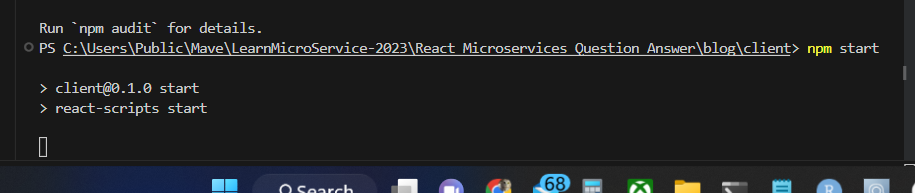 Run `npm audit` for details.
PS C:\Users\Public\Mave\LearnMicroService-2023\React Microservices Question Answer\blog\client> npm start
> client@0.1.0 start
> react-scripts start
Search
68
R